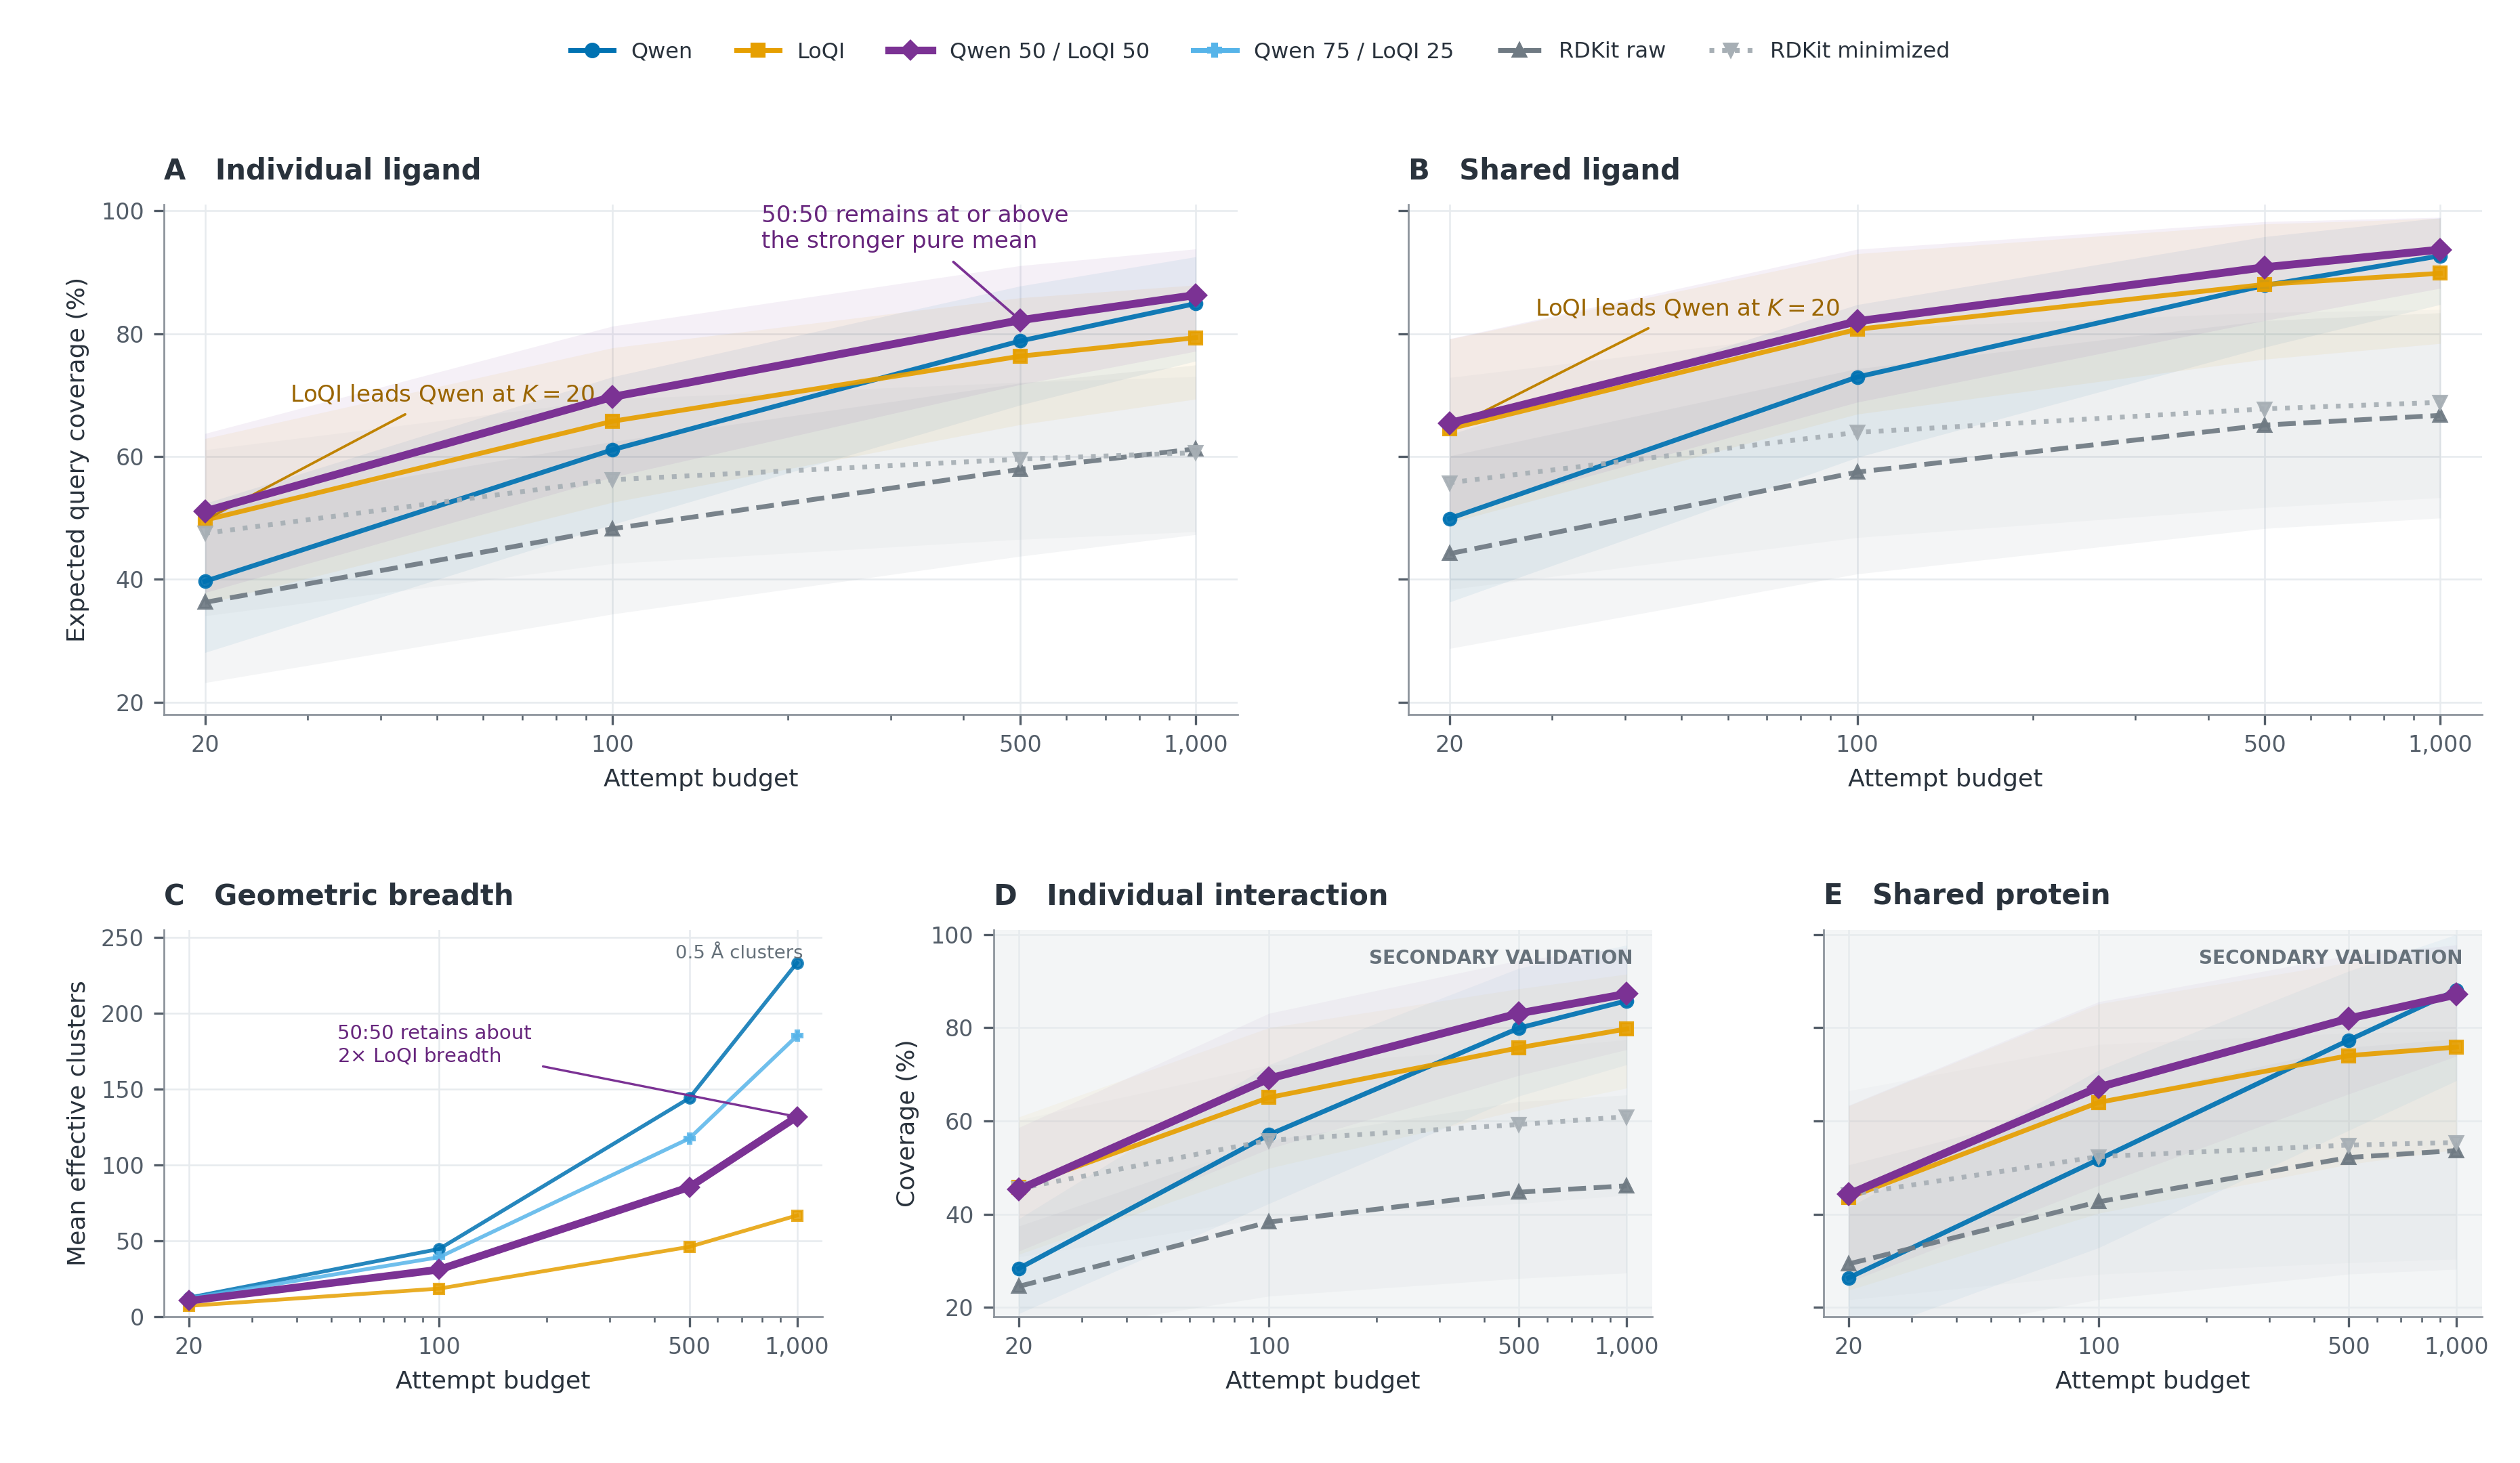 Qwen
LoQI
Qwen 50 / LoQI 50
Qwen 75 / LoQI 25
RDKit raw
RDKit minimized
A Individual ligand
Expected query coverage (%)
100
80
60
40
20
50:50 remains at or above
the stronger pure mean
LoQI leads Qwen at K = 20
20
100
500
1,000
Attempt budget
B Shared ligand
LoQI leads Qwen at K = 20
20
100
500
1,000
Attempt budget
C Geometric breadth
Mean effective clusters
250
200
150
100
50
0
0.5 Å clusters
50:50 retains about
2× LoQI breadth
20
100
500
1,000
Attempt budget
D Individual interaction
Coverage (%)
100
80
60
40
20
SECONDARY VALIDATION
20
100
500
1,000
Attempt budget
E Shared protein
SECONDARY VALIDATION
20
100
500
1,000
Attempt budget